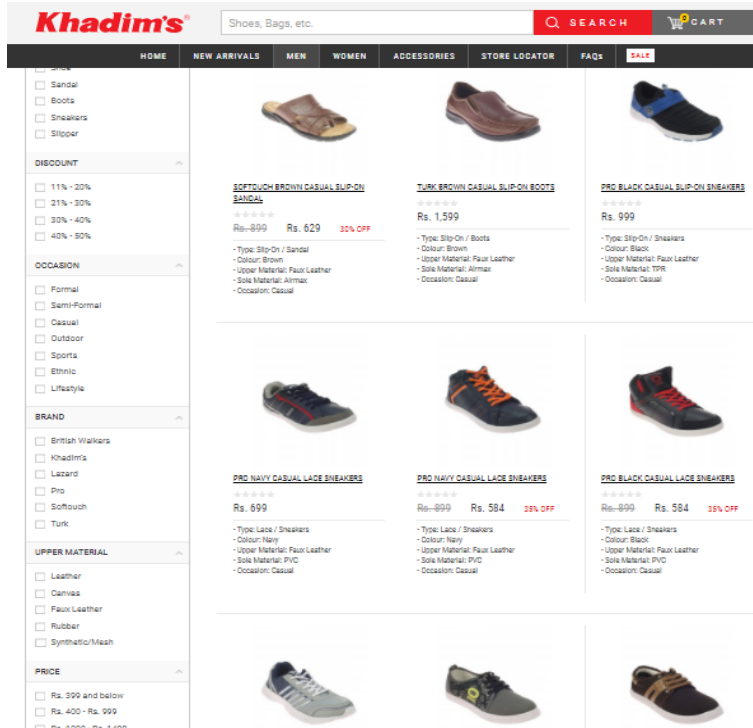 Khadim's
Shoes, Bags, etc.
SEARCH
0
CART
HOME NEW ARRIVALS MEN WOMEN ACCESSORIES STORE LOCATOR FAQs SALE
Shoe
Sandal
Boots
Sneakers
Slipper
DISCOUNT
11% - 20%
21% - 30%
30% - 40%
40% - 50%
OCCASION
Formal
Semi-Formal
Casual
Outdoor
Sports
Ethnic
Lifestyle
BRAND
British Walkers
Khadim's
Lazard
Pro
Softouch
Turk
UPPER MATERIAL
Leather
Canvas
Faux Leather
Rubber
Synthetic/Mesh
PRICE
Rs. 399 and below
Rs. 400 - Rs. 999
Rs. 1000 - Rs. 1499
SOFTOUCH BROWN CASUAL SLIP-ON
SANDAL
Rs. 899 Rs. 629 30% OFF
- Type: Slip-On / Sandal
- Colour: Brown
- Upper Material: Faux Leather
- Sole Material: Airmax
- Occasion: Casual
TURK BROWN CASUAL SLIP-ON BOOTS
Rs. 1,599
- Type: Slip-On / Boots
- Colour: Brown
- Upper Material: Faux Leather
- Sole Material: Airmax
- Occasion: Casual
PRO BLACK CASUAL SLIP-ON SNEAKERS
Rs. 999
- Type: Slip-On / Sneakers
- Colour: Black
- Upper Material: Faux Leather
- Sole Material: TPR
- Occasion: Casual
PRO NAVY CASUAL LACE SNEAKERS
Rs. 699
- Type: Lace / Sneakers
- Colour: Navy
- Upper Material: Faux Leather
- Sole Material: PVC
- Occasion: Casual
PRO NAVY CASUAL LACE SNEAKERS
Rs. 899 Rs. 584 35% OFF
- Type: Lace / Sneakers
- Colour: Navy
- Upper Material: Faux Leather
- Sole Material: PVC
- Occasion: Casual
PRO BLACK CASUAL LACE SNEAKERS
Rs. 899 Rs. 584 35% OFF
- Type: Lace / Sneakers
- Colour: Black
- Upper Material: Faux Leather
- Sole Material: PVC
- Occasion: Casual